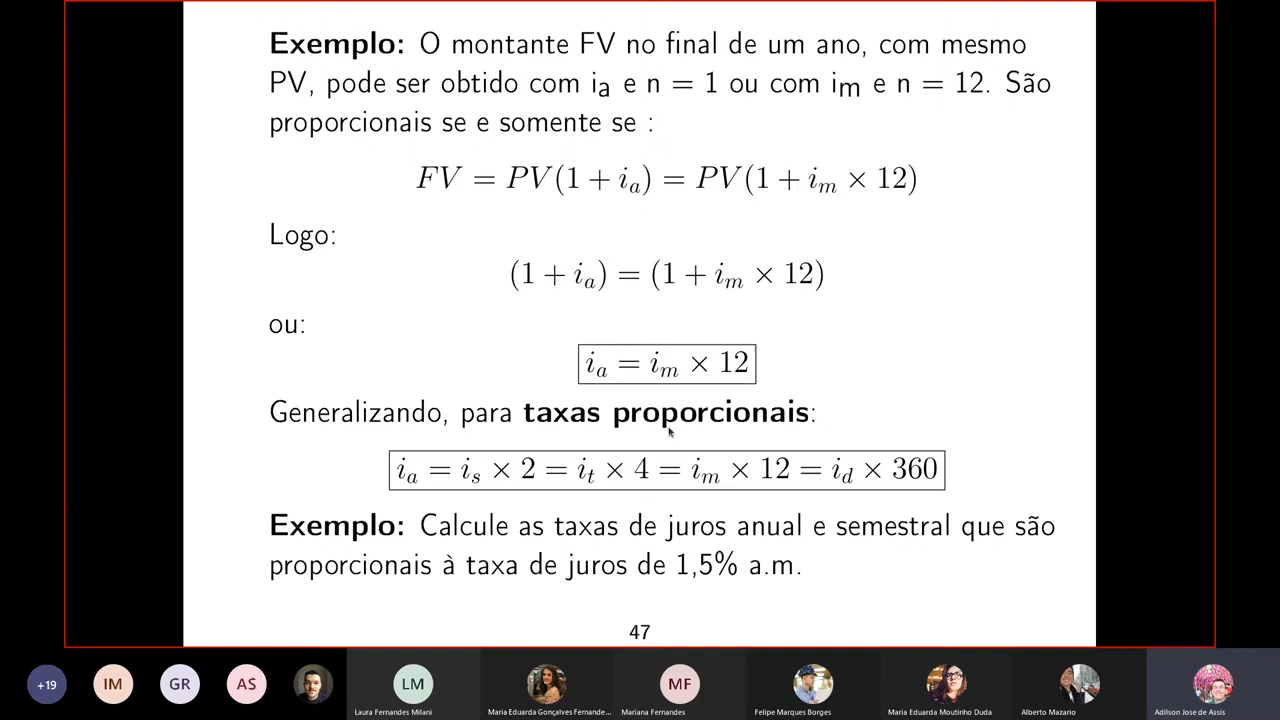 Exemplo: O montante FV no final de um ano, com mesmo
PV, pode ser obtido com iₐ e n = 1 ou com iₘ e n = 12. São
proporcionais se e somente se :
FV = PV(1 + iₐ) = PV(1 + iₘ × 12)
Logo:
(1 + iₐ) = (1 + iₘ × 12)
ou:
iₐ = iₘ × 12
Generalizando, para taxas proporcionais:
iₐ = iₛ × 2 = iₜ × 4 = iₘ × 12 = i_d × 360
Exemplo: Calcule as taxas de juros anual e semestral que são
proporcionais à taxa de juros de 1,5% a.m.
47
+19 IM GR AS LM MF
Laura Fernandes Milani Maria Eduarda Gonçalves Fernande... Mariana Fernandes Felipe Marques Borges Maria Eduarda Moutinho Duda Alberto Mazario Adilson Jose de Assis